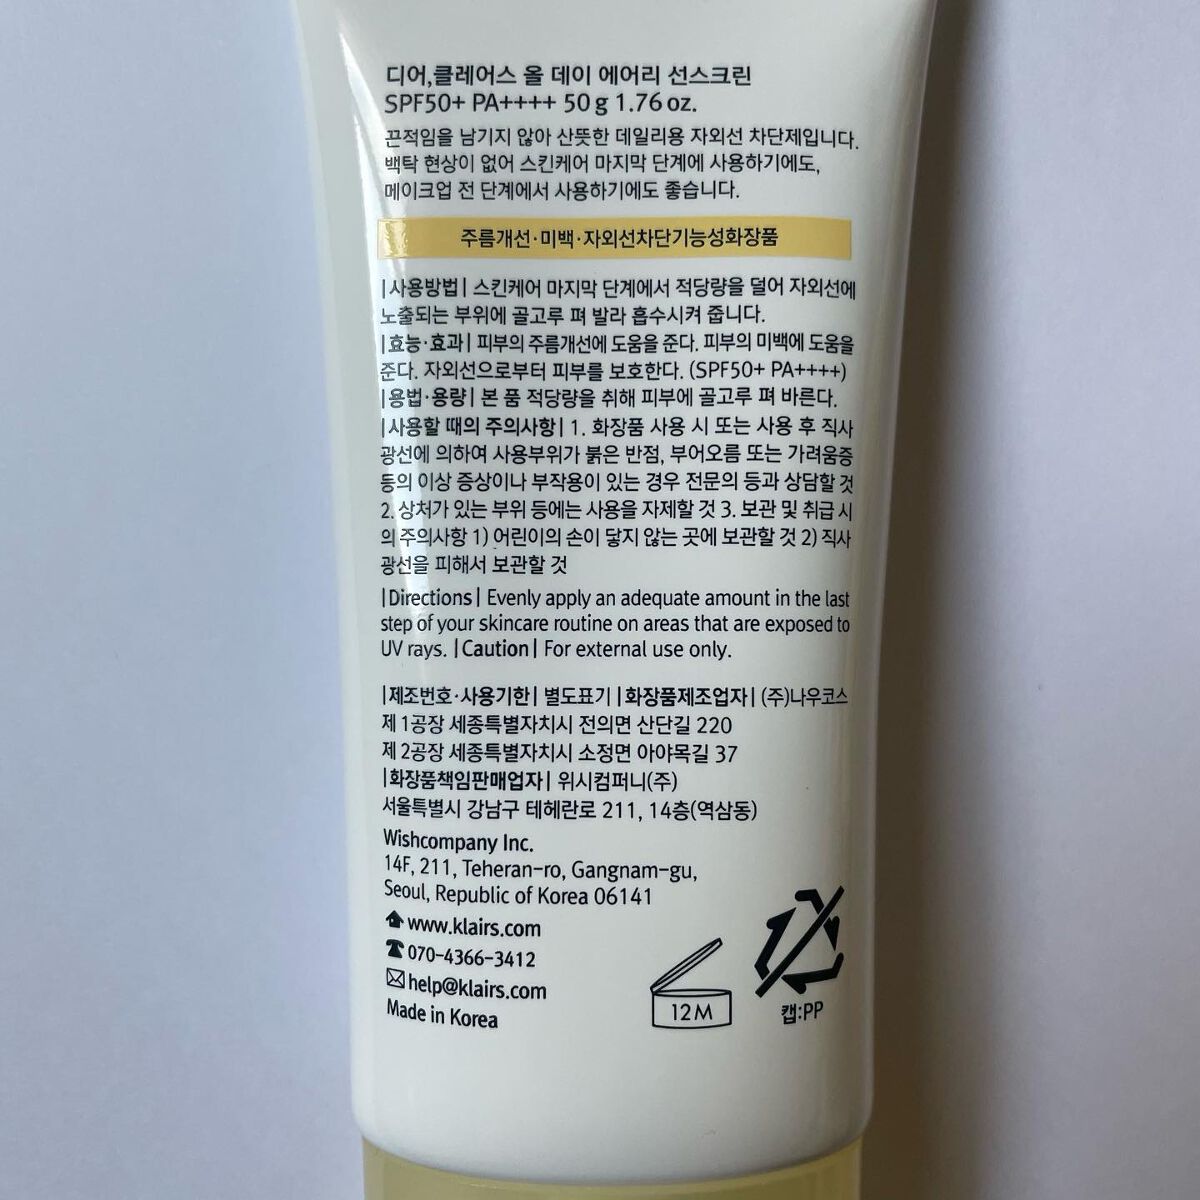 디어,클레어스 올 데이 에어리 선스크린
SPF50+ PA++++ 50 g 1.76 oz.
끈적임을 남기지 않아 산뜻한 데일리용 자외선 차단제입니다.
백탁 현상이 없어 스킨케어 마지막 단계에 사용하기에도,
메이크업 전 단계에서 사용하기에도 좋습니다.
주름개선·미백·자외선차단기능성화장품
|사용방법| 스킨케어 마지막 단계에서 적당량을 덜어 자외선에
노출되는 부위에 골고루 펴 발라 흡수시켜 줍니다.
|효능·효과| 피부의 주름개선에 도움을 준다. 피부의 미백에 도움을
준다. 자외선으로부터 피부를 보호한다. (SPF50+ PA++++)
|용법·용량| 본 품 적당량을 취해 피부에 골고루 펴 바른다.
|사용할 때의 주의사항| 1. 화장품 사용 시 또는 사용 후 직사
광선에 의하여 사용부위가 붉은 반점, 부어오름 또는 가려움증
등의 이상 증상이나 부작용이 있는 경우 전문의 등과 상담할 것
2. 상처가 있는 부위 등에는 사용을 자제할 것 3. 보관 및 취급 시
의 주의사항 1) 어린이의 손이 닿지 않는 곳에 보관할 것 2) 직사
광선을 피해서 보관할 것
|Directions| Evenly apply an adequate amount in the last
step of your skincare routine on areas that are exposed to
UV rays. |Caution| For external use only.
|제조번호·사용기한| 별도표기 |화장품제조업자| (주)나우코스
제 1공장 세종특별자치시 전의면 산단길 220
제 2공장 세종특별자치시 소정면 아야목길 37
|화장품책임판매업자| 위시컴퍼니(주)
서울특별시 강남구 테헤란로 211, 14층(역삼동)
Wishcompany Inc.
14F, 211, Teheran-ro, Gangnam-gu,
Seoul, Republic of Korea 06141
www.klairs.com
070-4366-3412
help@klairs.com
Made in Korea
12M
캡:PP